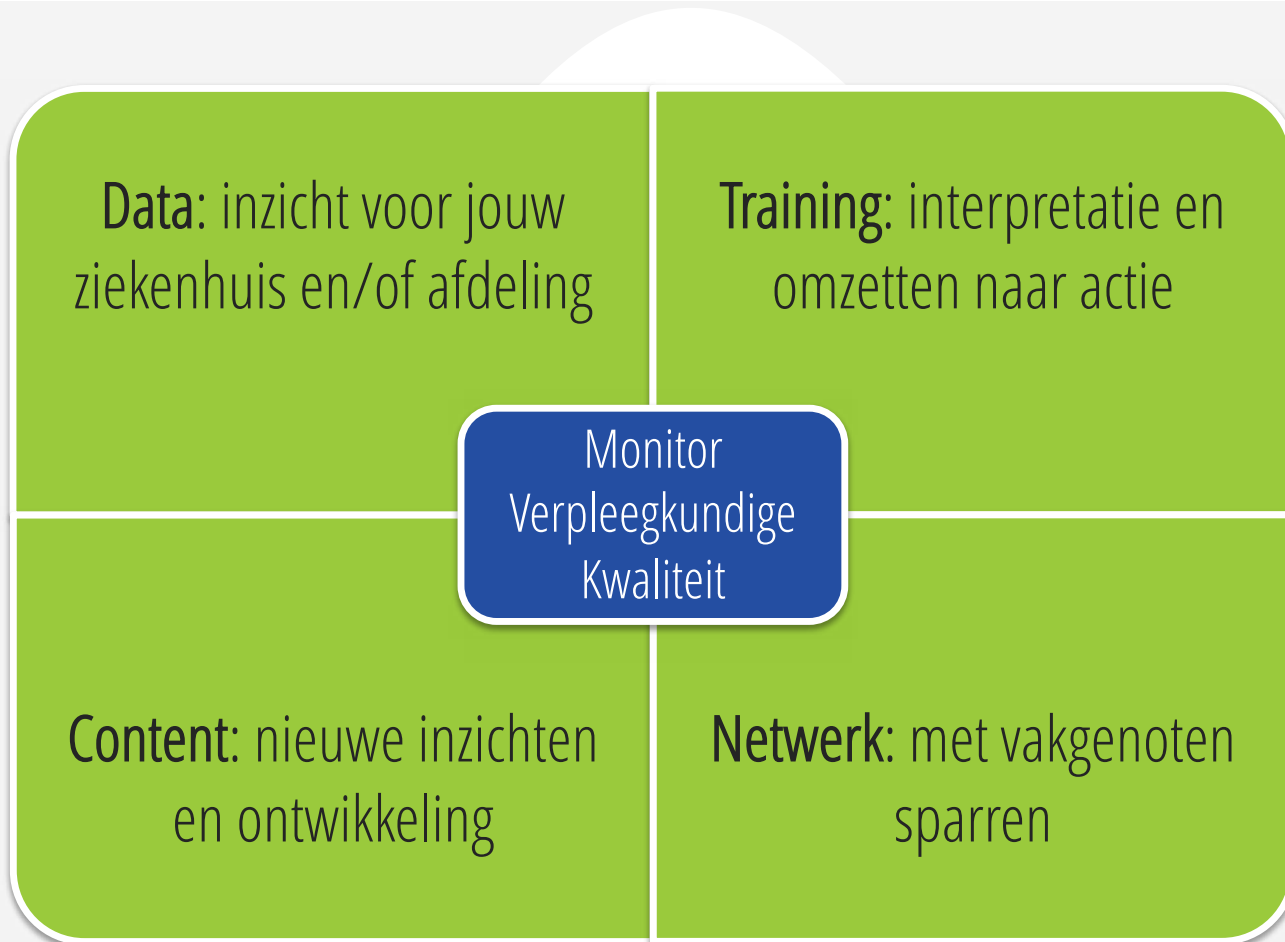 Data: inzicht voor jouw
ziekenhuis en/of afdeling
Training: interpretatie en
omzetten naar actie
Monitor
Verpleegkundige
Kwaliteit
Content: nieuwe inzichten
en ontwikkeling
Netwerk: met vakgenoten
sparren